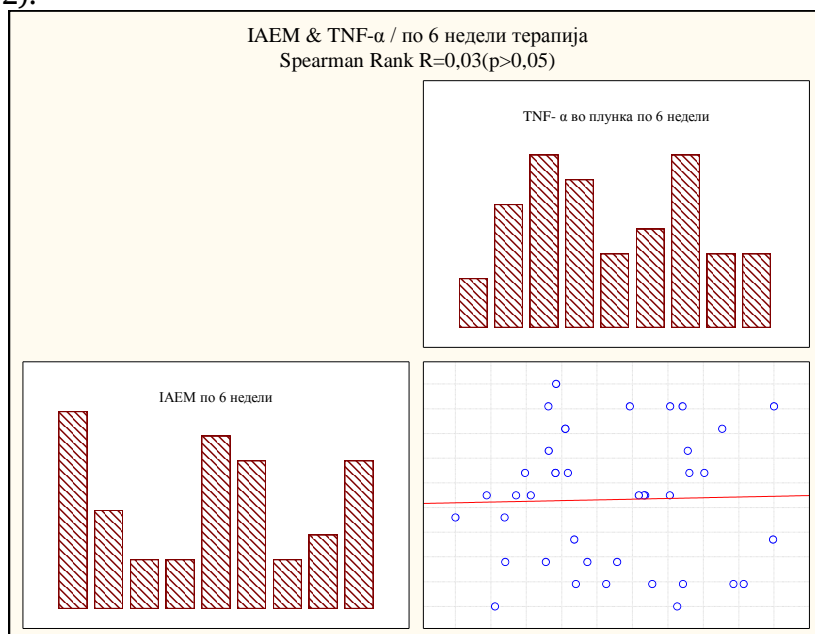 2).
IAEM & TNF-α / по 6 недели терапија
Spearman Rank R=0,03(p>0,05)
TNF- α во плунка по 6 недели
IAEM по 6 недели